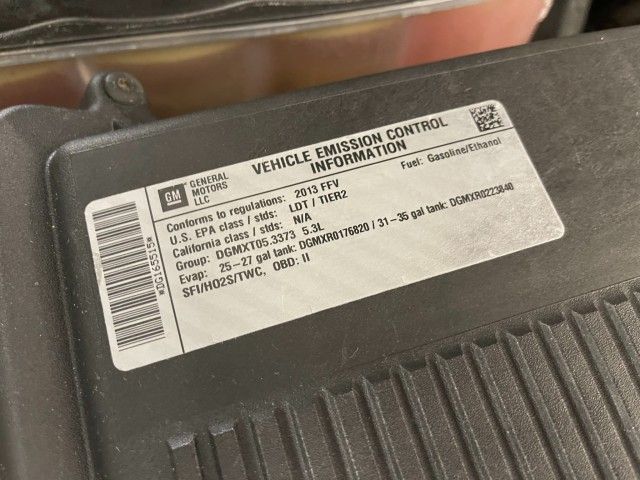 VEHICLE EMISSION CONTROL
INFORMATION
GM
GENERAL
MOTORS
LLC
Conforms to regulations: 2013 FFV
Fuel: Gasoline/Ethanol
U.S. EPA class / stds: LDT / TIER2
California class / stds: N/A
Group: DGMXT05.3373 5.3L
Evap: 25-27 gal tank: DGMXR0176820 / 31-35 gal tank: DGMXR0223840
SFI/HO2S/TWC, OBD: II
*DG165515*